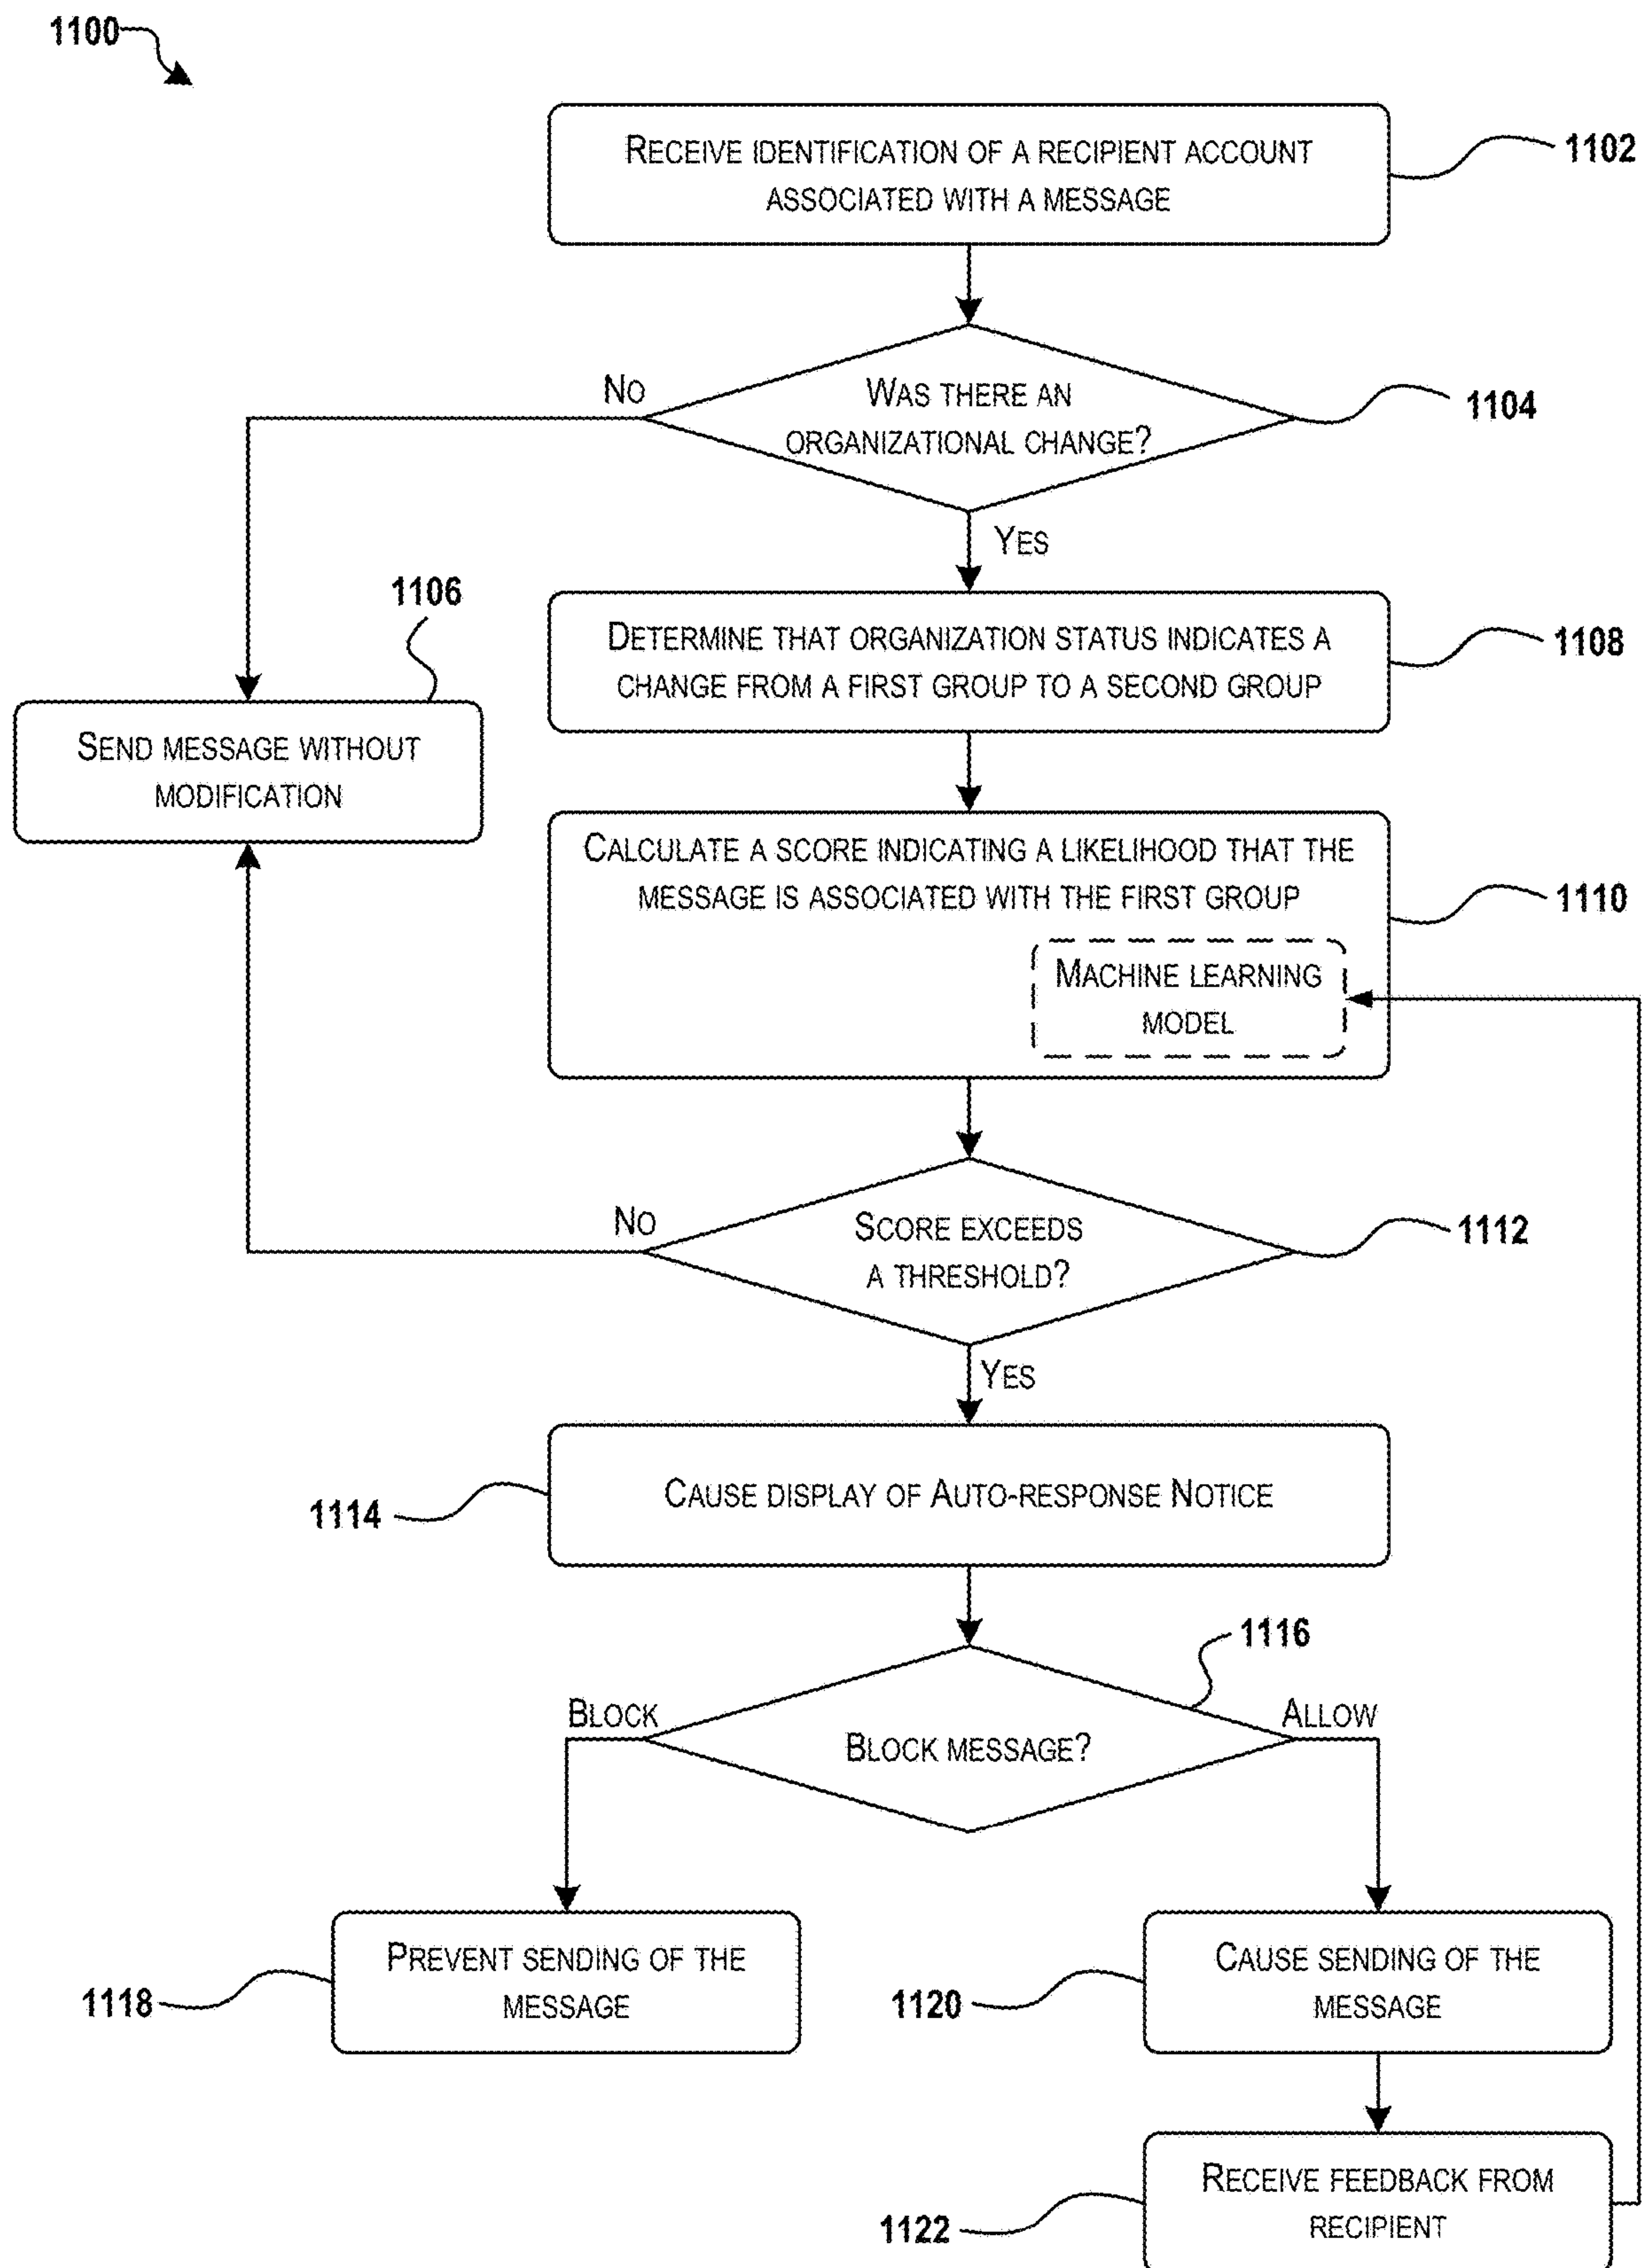 1100
RECEIVE IDENTIFICATION OF A RECIPIENT ACCOUNT
ASSOCIATED WITH A MESSAGE
1102
NO
WAS THERE AN
ORGANIZATIONAL CHANGE?
1104
YES
1106
DETERMINE THAT ORGANIZATION STATUS INDICATES A
CHANGE FROM A FIRST GROUP TO A SECOND GROUP
1108
SEND MESSAGE WITHOUT
MODIFICATION
CALCULATE A SCORE INDICATING A LIKELIHOOD THAT THE
MESSAGE IS ASSOCIATED WITH THE FIRST GROUP
1110
MACHINE LEARNING
MODEL
NO
SCORE EXCEEDS
A THRESHOLD?
1112
YES
CAUSE DISPLAY OF AUTO-RESPONSE NOTICE
1114
1116
BLOCK
ALLOW
BLOCK MESSAGE?
PREVENT SENDING OF THE
MESSAGE
1118
CAUSE SENDING OF THE
MESSAGE
1120
RECEIVE FEEDBACK FROM
RECIPIENT
1122